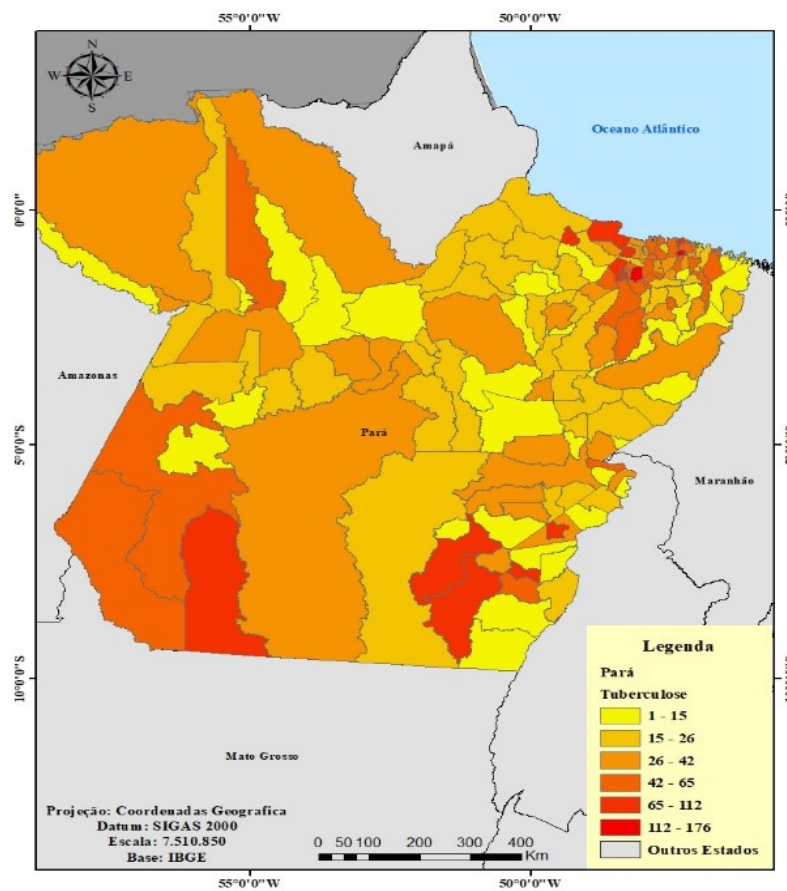 55°0'0"W
50°0'0"W
N
W
E
S
Oceano Atlântico
Amapá
0°0'0"
Amazonas
Pará
5°0'0"S
Maranhão
10°0'0"S
Mato Grosso
Legenda
Pará
Tuberculose
1 - 15
15 - 26
26 - 42
42 - 65
65 - 112
112 - 176
Outros Estados
Projeção: Coordenadas Geografica
Datum: SIGAS 2000
Escala: 7.510.850
Base: IBGE
0 50 100 200 300 400
Km
55°0'0"W
50°0'0"W